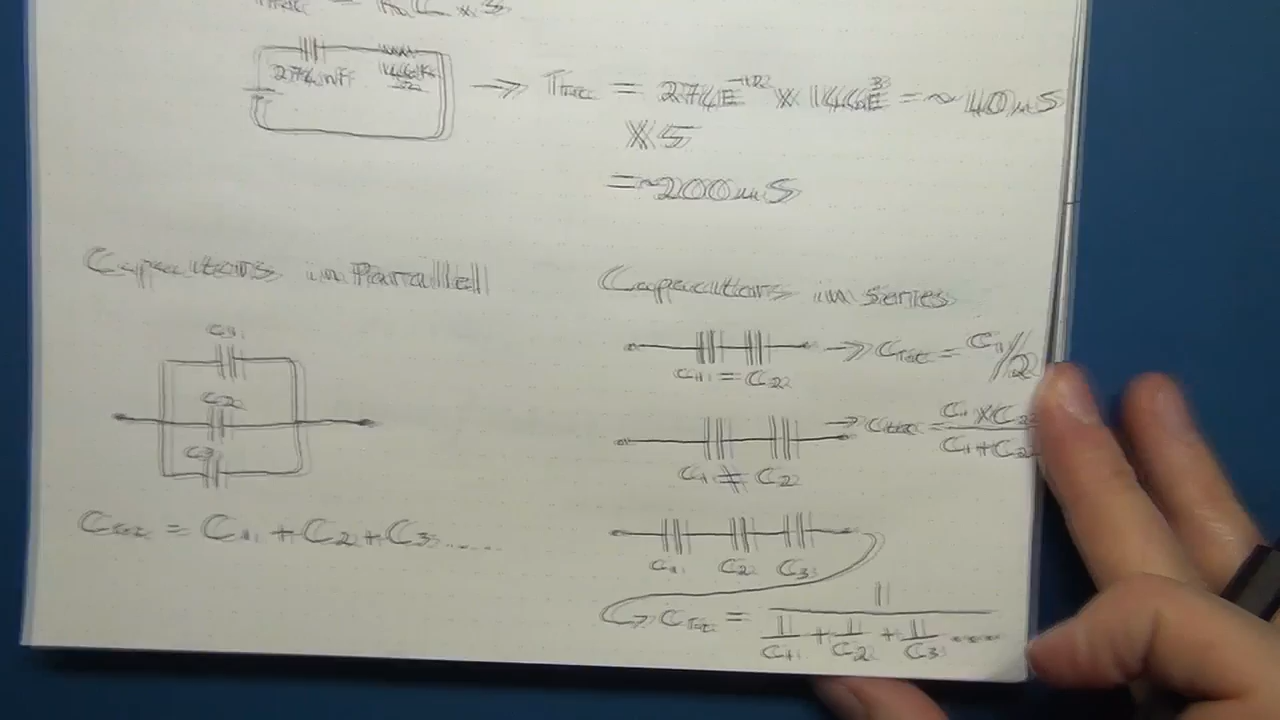 = RC x 5
274nF 146K Ω → Ttot = 274E⁻¹² x 146E³ = ~40mS
x 5
= ~200mS
Capacitors in Parallel
C1
C2
C3
Ctot = C1 + C2 + C3.....
Capacitors in series
→ Ctot = C1/2
C1 = C2
→ Ctot = C1 x C2
C1 + C2
C1 ≠ C2
C1 C2 C3
→ Ctot = 1
1 + 1 + 1 ....
C1 C2 C3